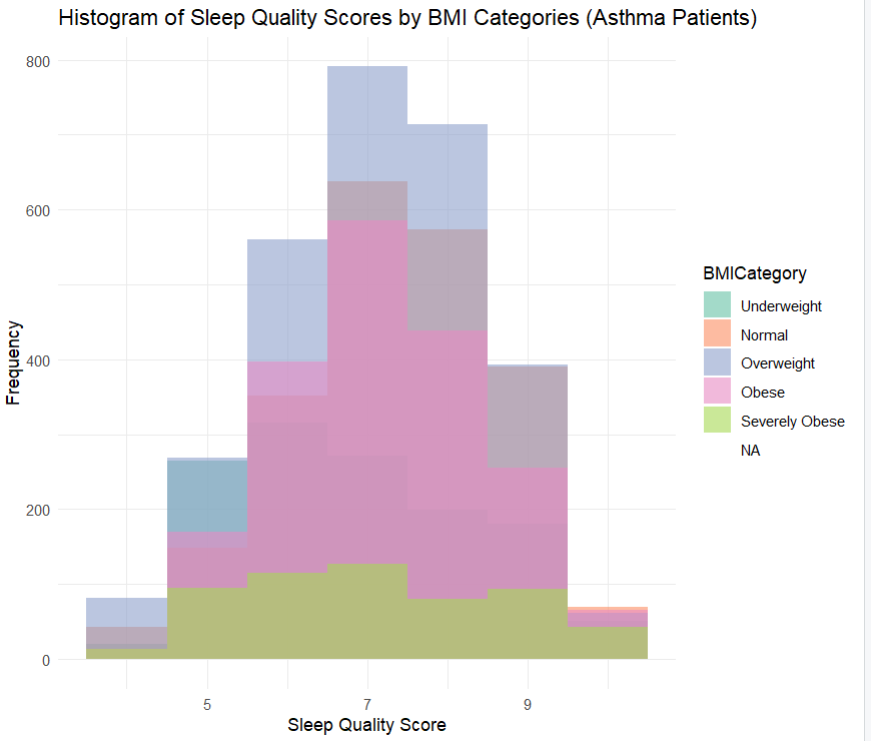 Histogram of Sleep Quality Scores by BMI Categories (Asthma Patients)
800
600
400
200
0
Frequency
5 7 9
Sleep Quality Score
BMICategory
Underweight
Normal
Overweight
Obese
Severely Obese
NA